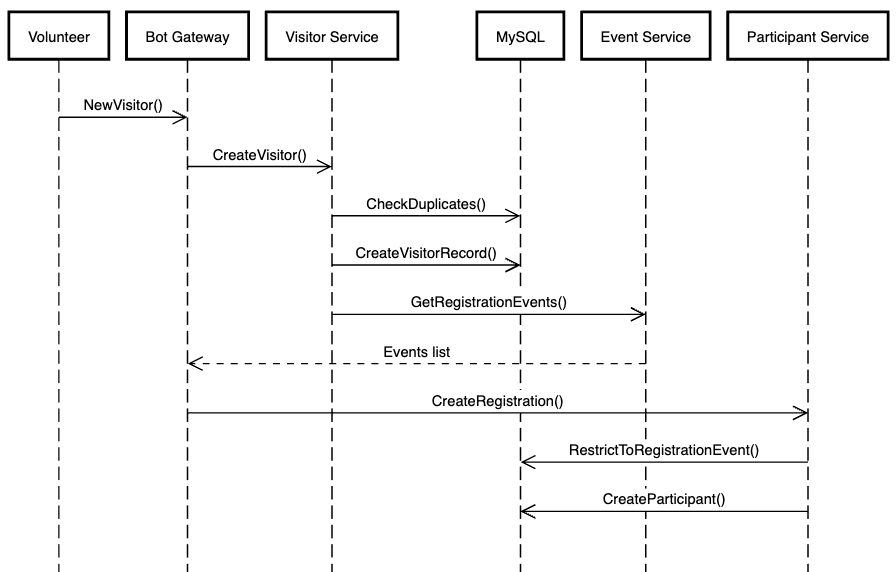 Volunteer
Bot Gateway
Visitor Service
MySQL
Event Service
Participant Service
NewVisitor()
CreateVisitor()
CheckDuplicates()
CreateVisitorRecord()
GetRegistrationEvents()
Events list
CreateRegistration()
RestrictToRegistrationEvent()
CreateParticipant()